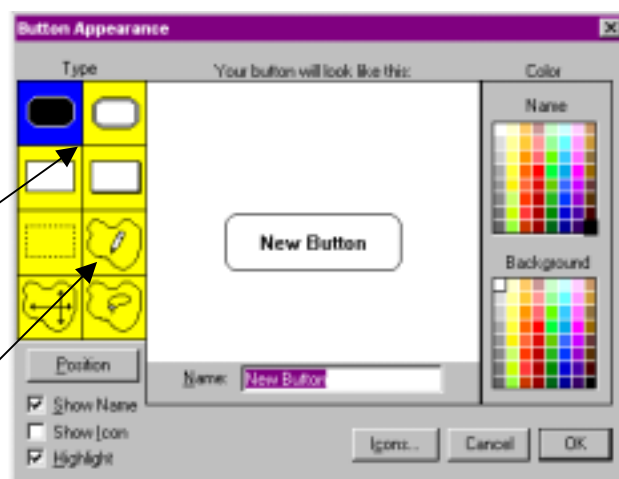 Button Appearance
Type
Your button will look like this:
Color
Name
New Button
Background
Position
Name: New Button
Show Name
Show Icon
Highlight
Icons...
Cancel
OK